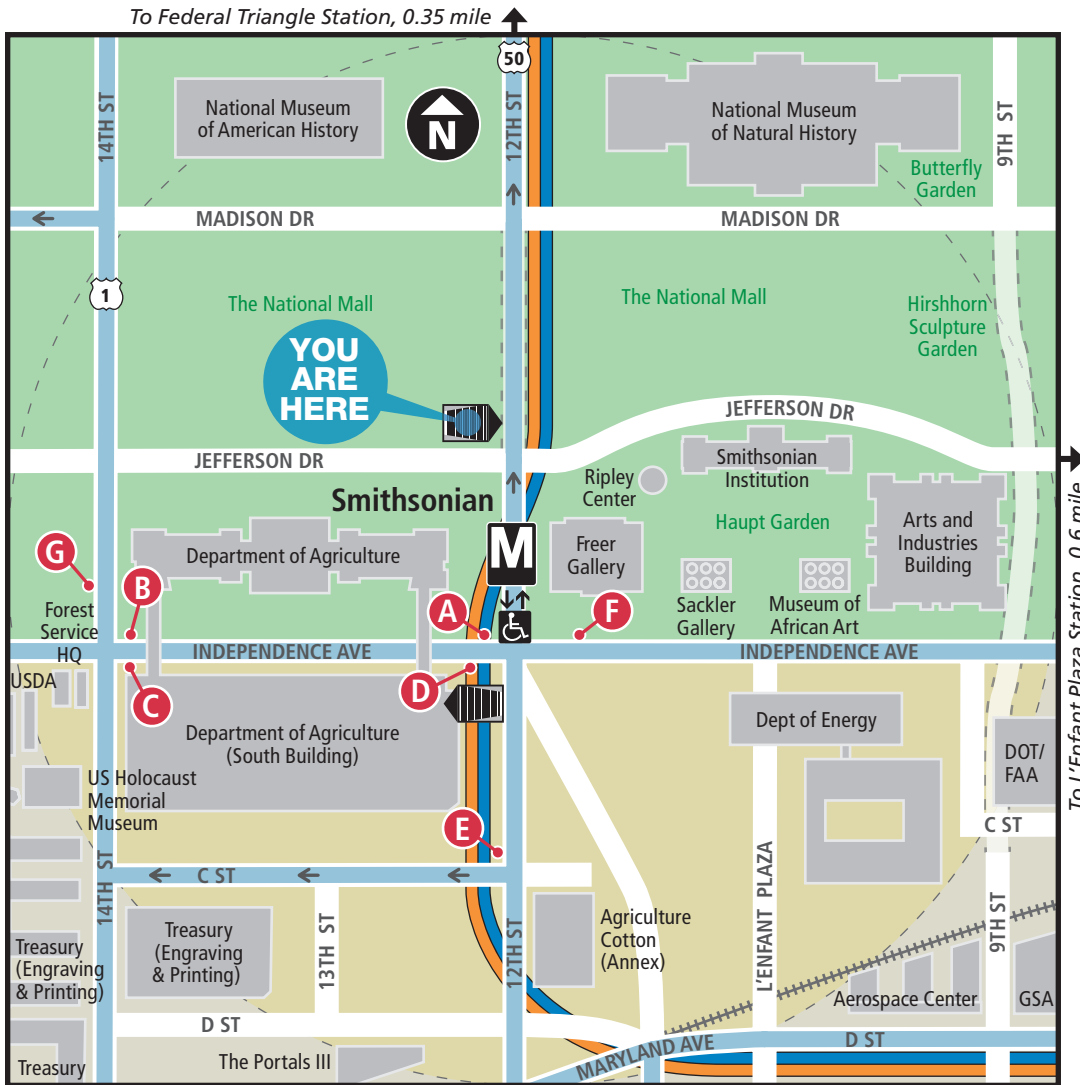 To Federal Triangle Station, 0.35 mile
50
14TH ST
National Museum
of American History
N
12TH ST
National Museum
of Natural History
9TH ST
Butterfly
Garden
MADISON DR
MADISON DR
1
The National Mall
The National Mall
Hirshhorn
Sculpture
Garden
YOU
ARE
HERE
JEFFERSON DR
JEFFERSON DR
Smithsonian
Institution
Ripley
Center
Smithsonian
M
Haupt Garden
Arts and
Industries
Building
Department of Agriculture
Freer
Gallery
G
B
A
F
Sackler
Gallery
Museum of
African Art
Forest
Service
HQ
INDEPENDENCE AVE
INDEPENDENCE AVE
To L'Enfant Plaza Station, 0.6 mile
USDA
C
D
Department of Agriculture
(South Building)
Dept of Energy
DOT/
FAA
US Holocaust
Memorial
Museum
E
C ST
C ST
14TH ST
13TH ST
12TH ST
L'ENFANT PLAZA
9TH ST
Treasury
(Engraving
& Printing)
Treasury
(Engraving
& Printing)
Agriculture
Cotton
(Annex)
Aerospace Center
GSA
D ST
D ST
MARYLAND AVE
The Portals III
Treasury